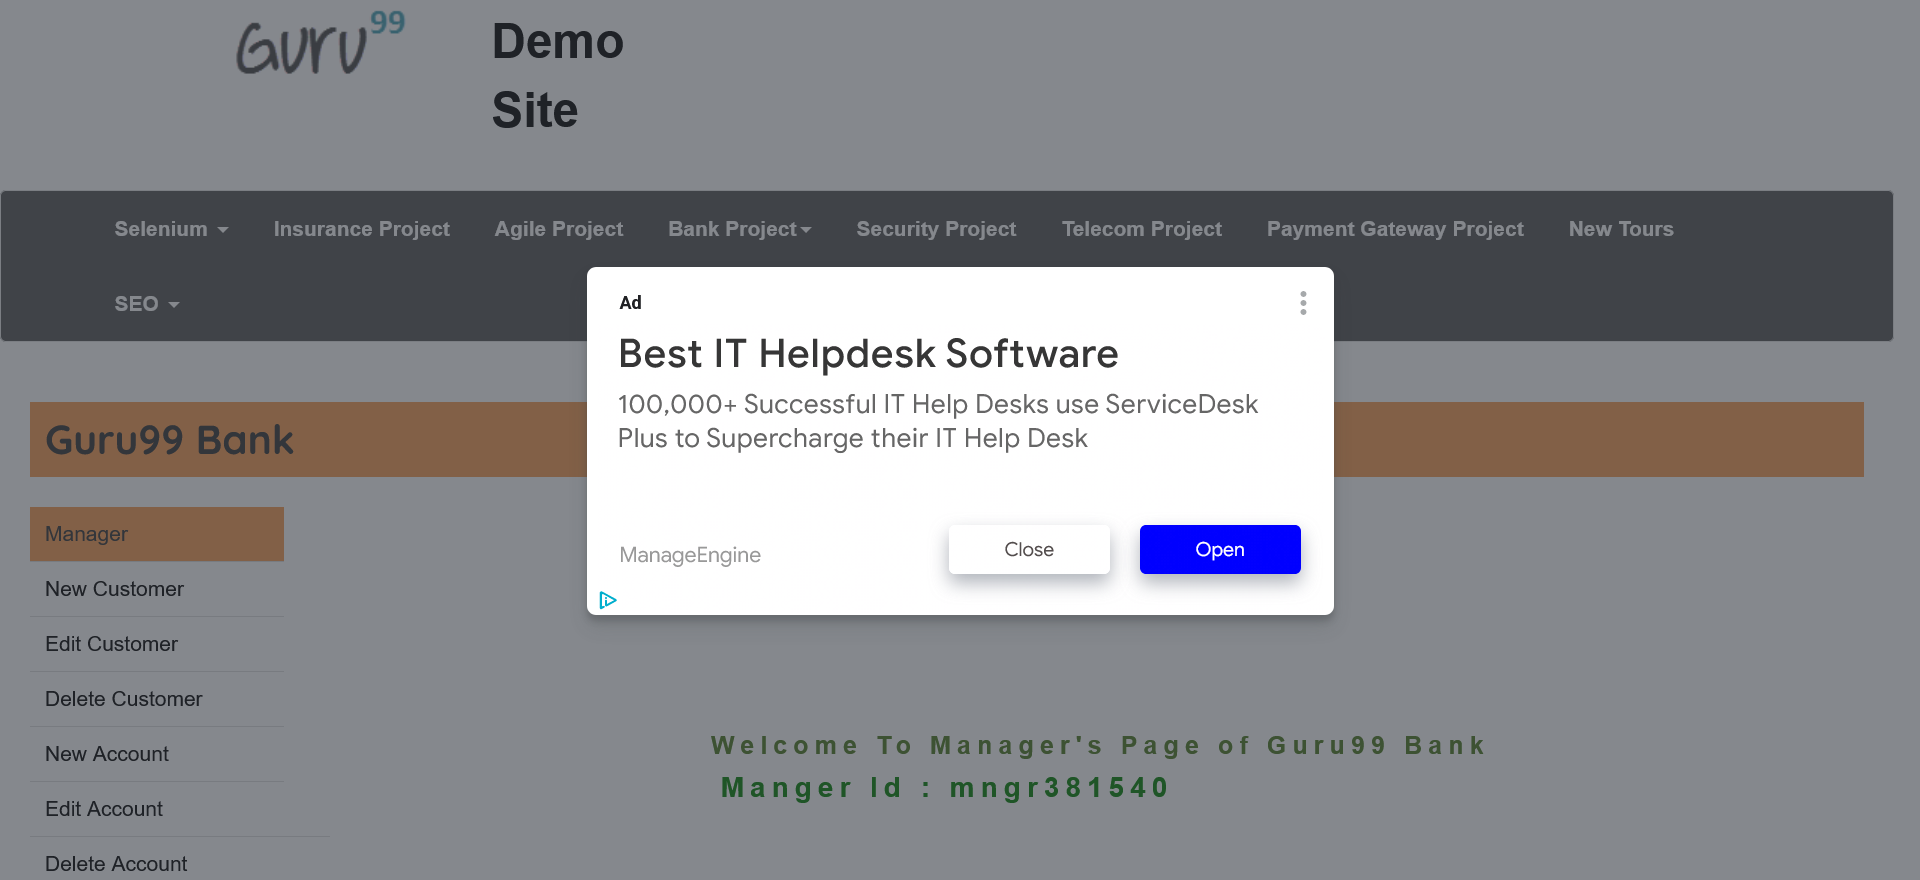 Guru99
Demo
Site
Selenium Insurance Project Agile Project Bank Project Security Project Telecom Project Payment Gateway Project New Tours
SEO
Ad
Best IT Helpdesk Software
100,000+ Successful IT Help Desks use ServiceDesk
Plus to Supercharge their IT Help Desk
ManageEngine Close Open
Guru99 Bank
Manager
New Customer
Edit Customer
Delete Customer
New Account
Edit Account
Delete Account
Welcome To Manager's Page of Guru99 Bank
Manger Id : mngr381540